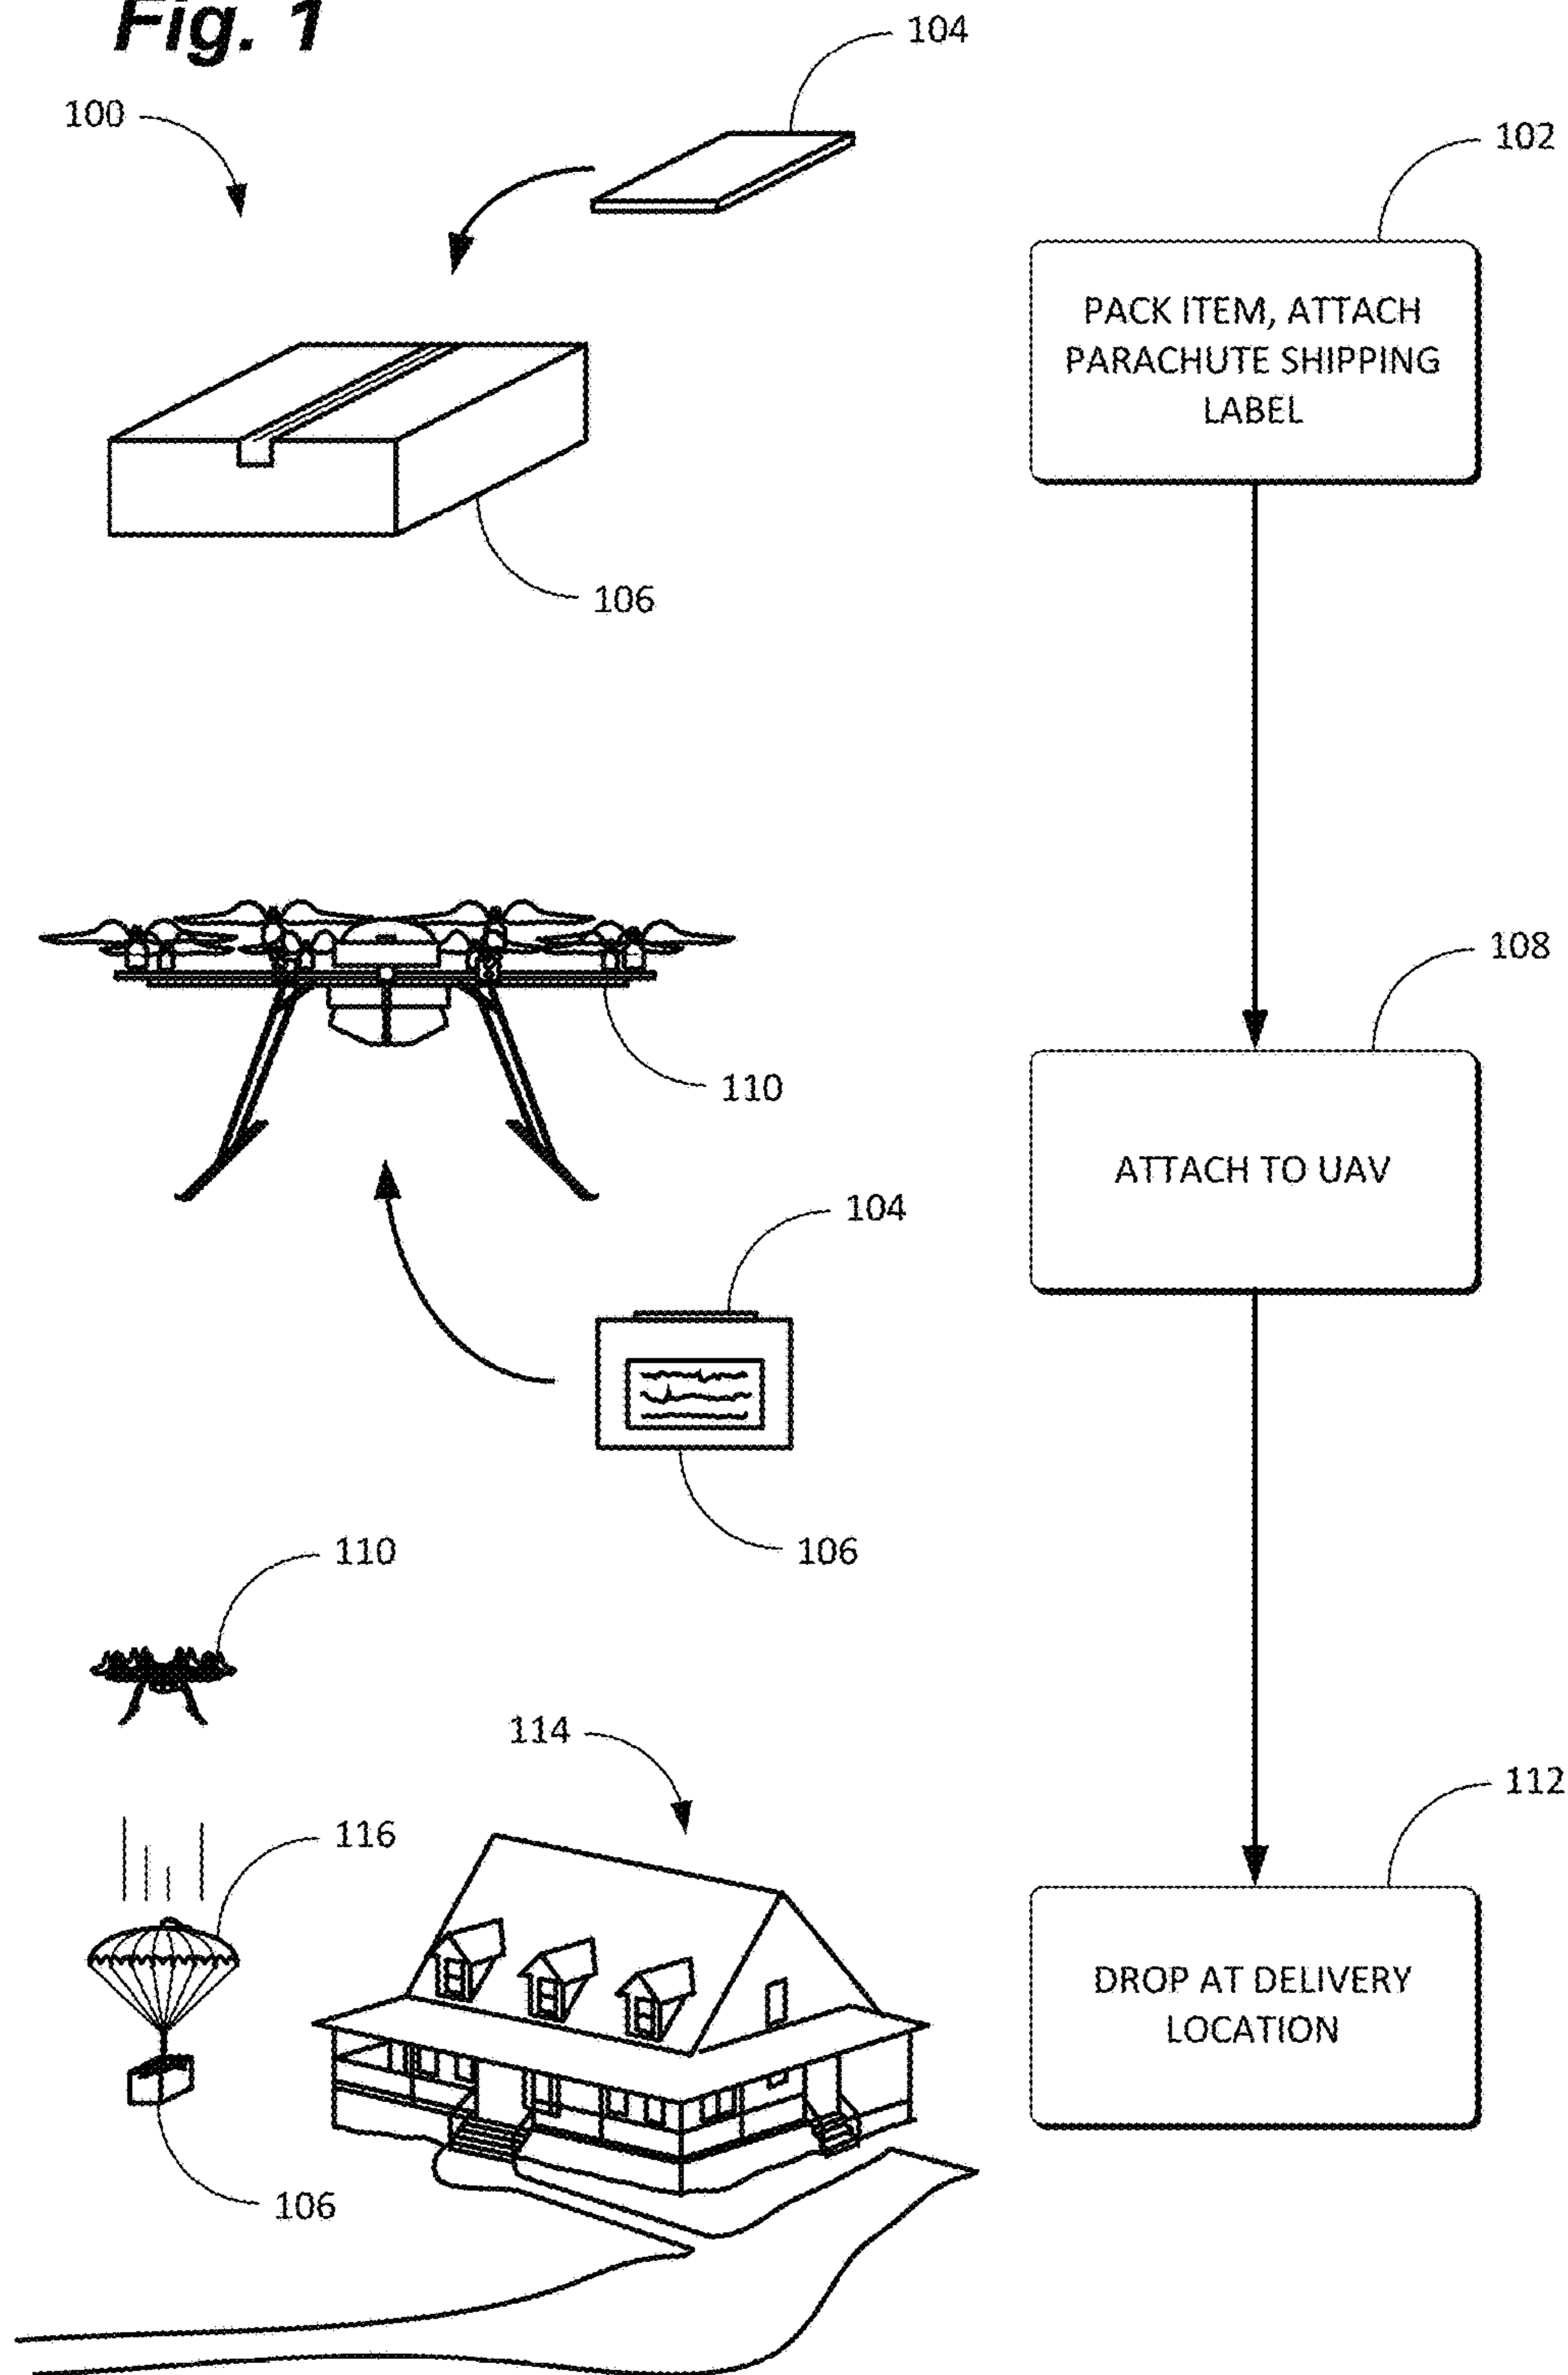 Fig. 1
104
100
102
PACK ITEM, ATTACH
PARACHUTE SHIPPING
LABEL
106
108
110
ATTACH TO UAV
104
106
110
114
112
116
DROP AT DELIVERY
LOCATION
106